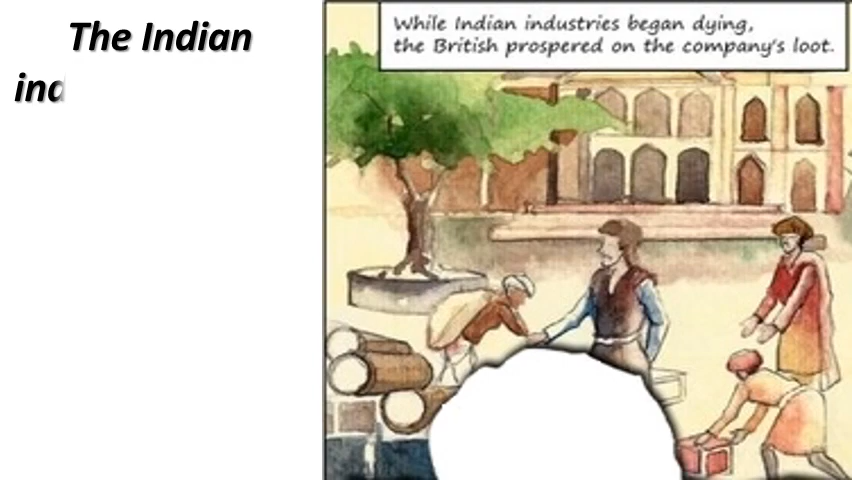 The Indian
While Indian industries began dying,
the British prospered on the company's loot.